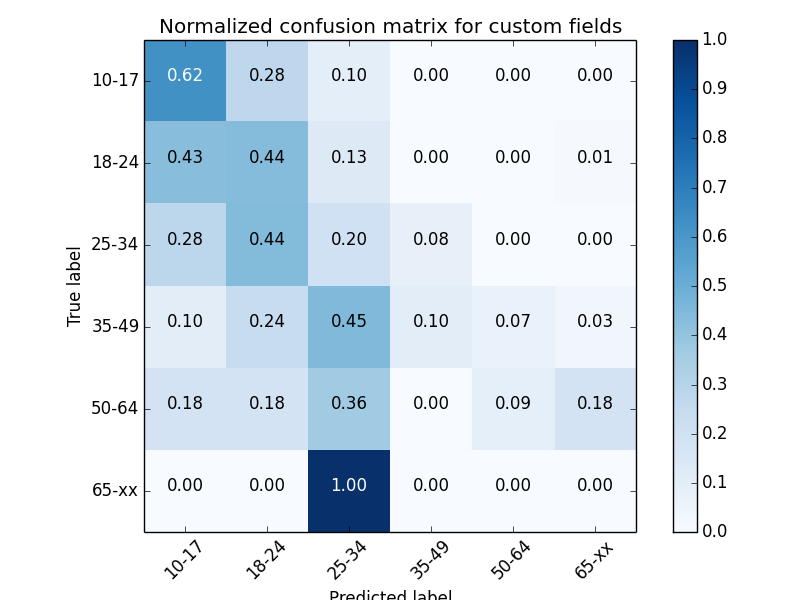 Normalized confusion matrix for custom fields
True label
10-17 0.62 0.28 0.10 0.00 0.00 0.00
18-24 0.43 0.44 0.13 0.00 0.00 0.01
25-34 0.28 0.44 0.20 0.08 0.00 0.00
35-49 0.10 0.24 0.45 0.10 0.07 0.03
50-64 0.18 0.18 0.36 0.00 0.09 0.18
65-xx 0.00 0.00 1.00 0.00 0.00 0.00
10-17 18-24 25-34 35-49 50-64 65-xx
Predicted label
1.0
0.9
0.8
0.7
0.6
0.5
0.4
0.3
0.2
0.1
0.0